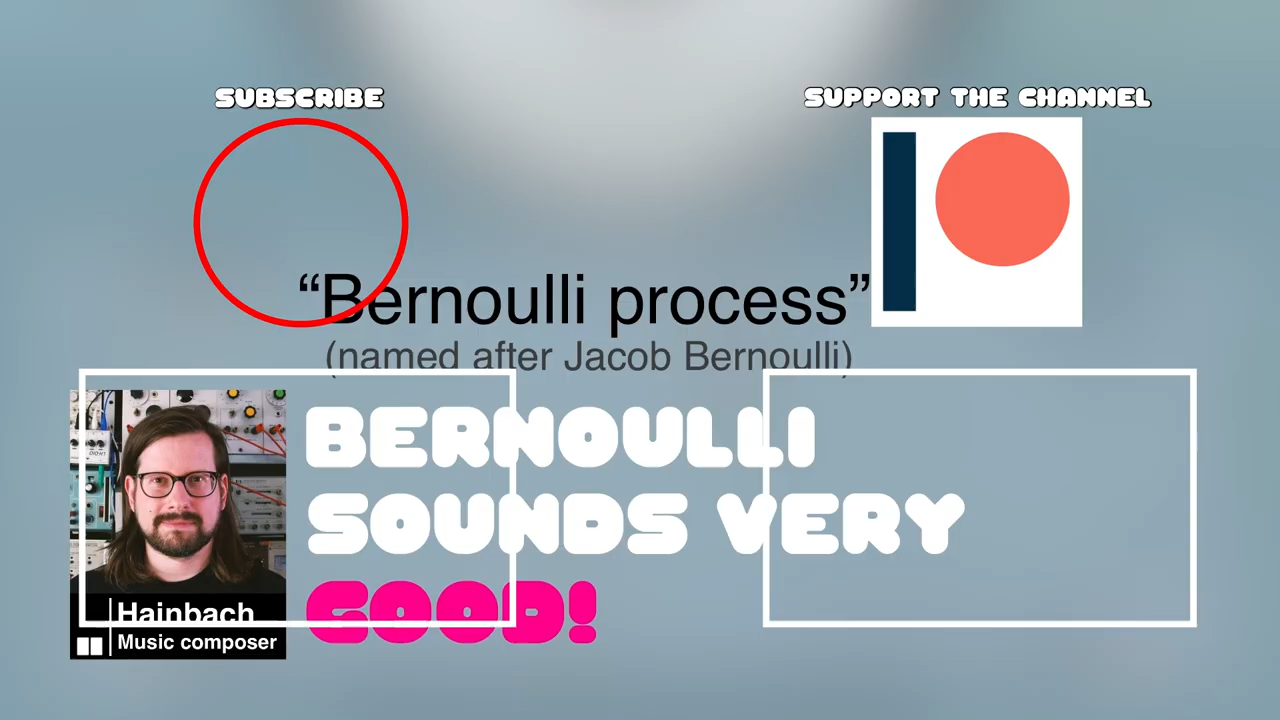 SUBSCRIBE
SUPPORT THE CHANNEL
“Bernoulli process”
(named after Jacob Bernoulli)
BERNOULLI
SOUNDS VERY
GOOD!
Hainbach
Music composer